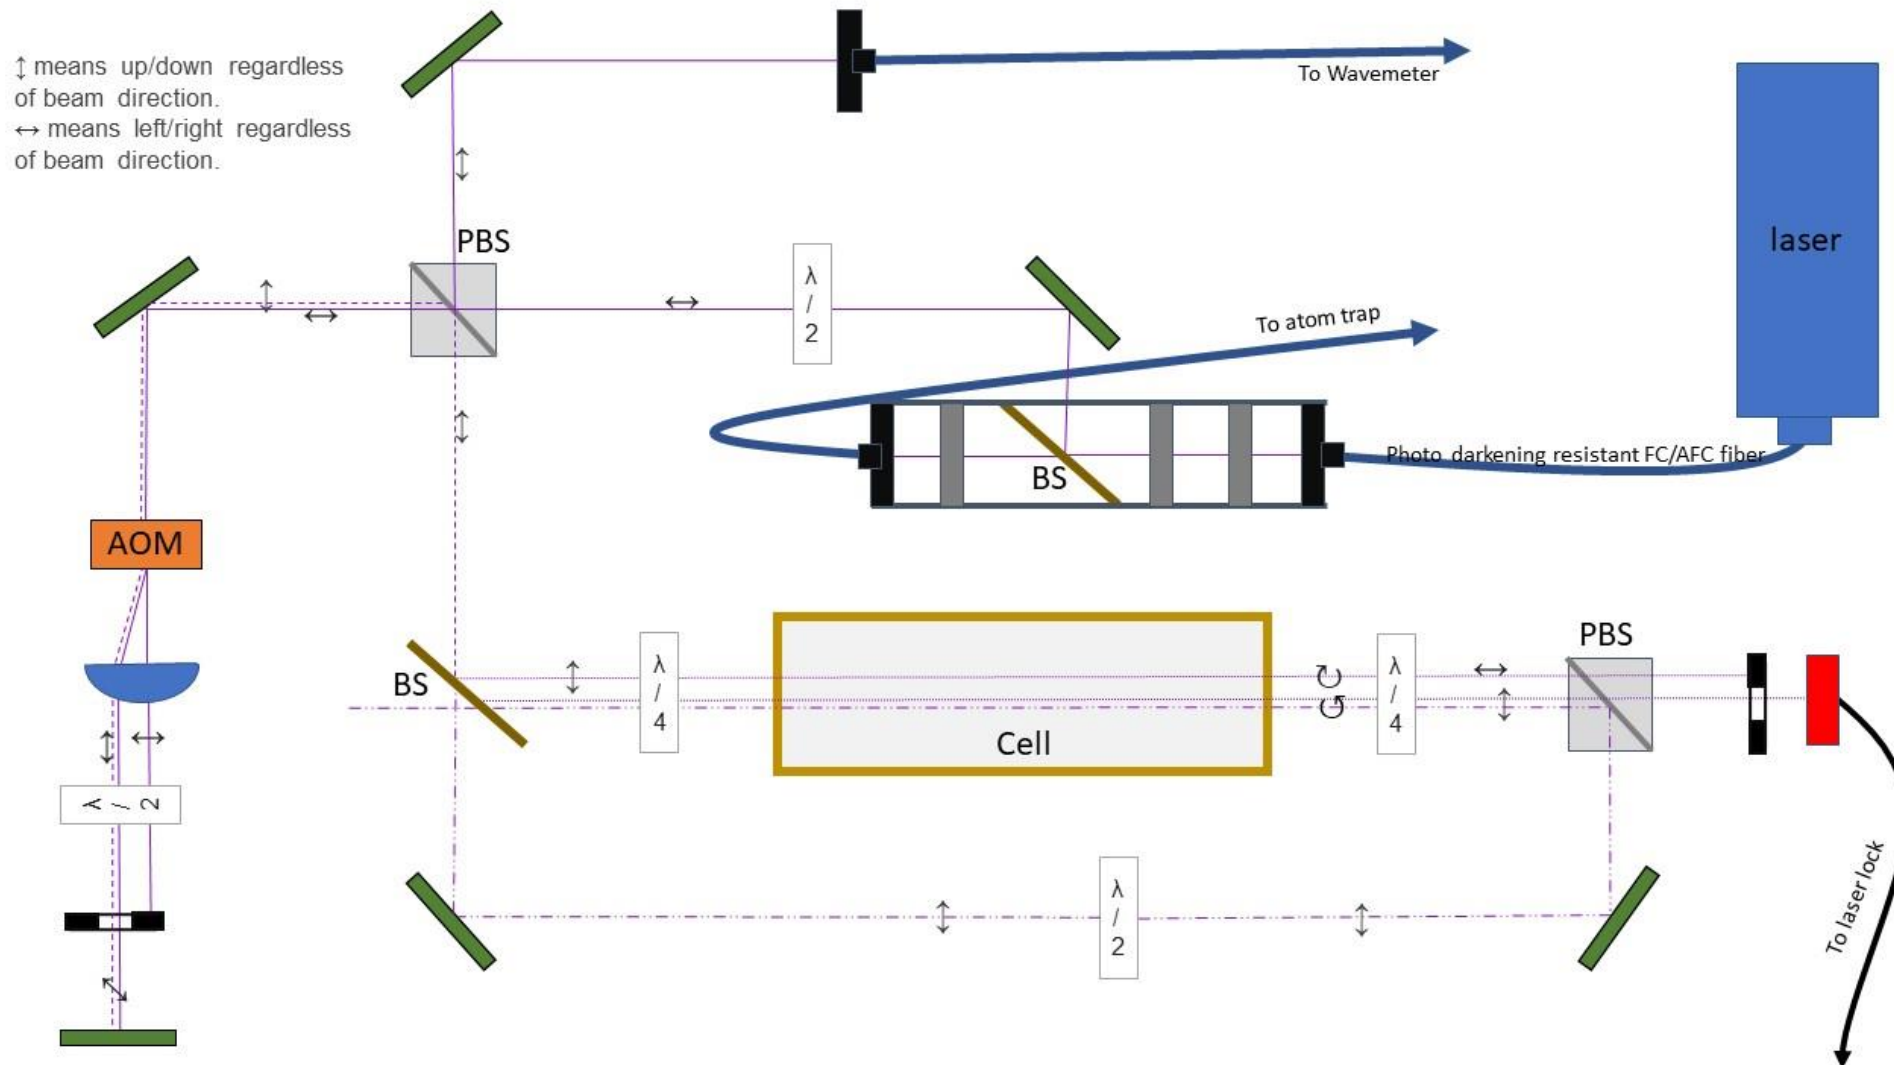 ↕ means up/down regardless
of beam direction.
↔ means left/right regardless
of beam direction.
To Wavemeter
laser
PBS
λ
/
2
To atom trap
BS
Photo darkening resistant FC/AFC fiber
AOM
BS
λ
/
4
Cell
λ
/
4
PBS
λ / 2
λ
/
2
To laser lock